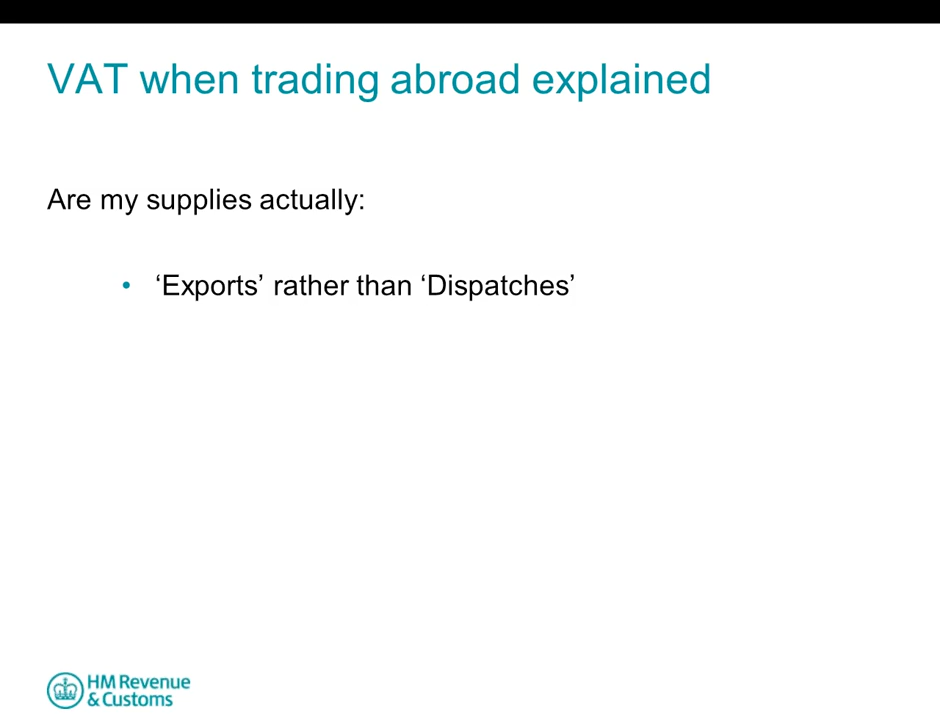 VAT when trading abroad explained
Are my supplies actually:
• ‘Exports’ rather than ‘Dispatches’
HM Revenue
& Customs